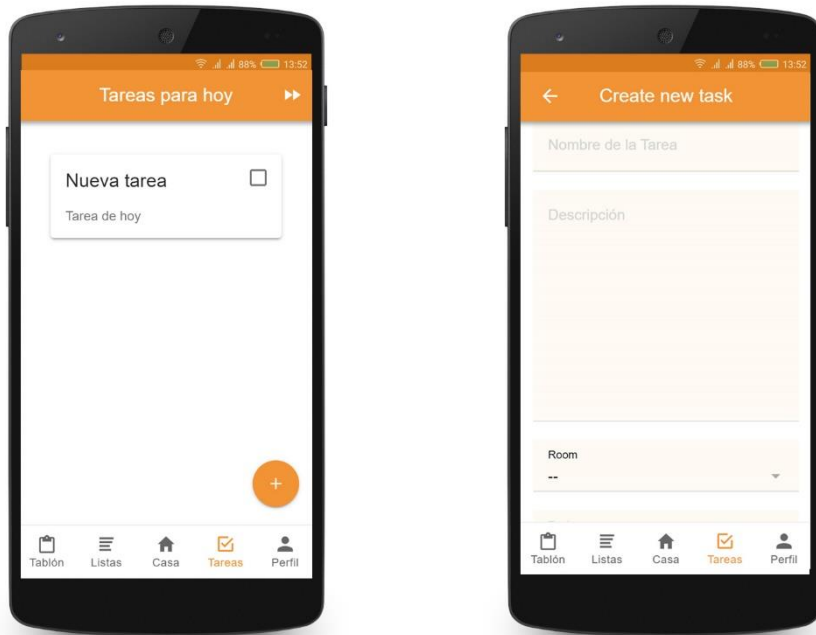 88% 13:52
Tareas para hoy
Nueva tarea
Tarea de hoy
+
Tablón Listas Casa Tareas Perfil
88% 13:52
Create new task
Nombre de la Tarea
Descripción
Room
--
Tablón Listas Casa Tareas Perfil